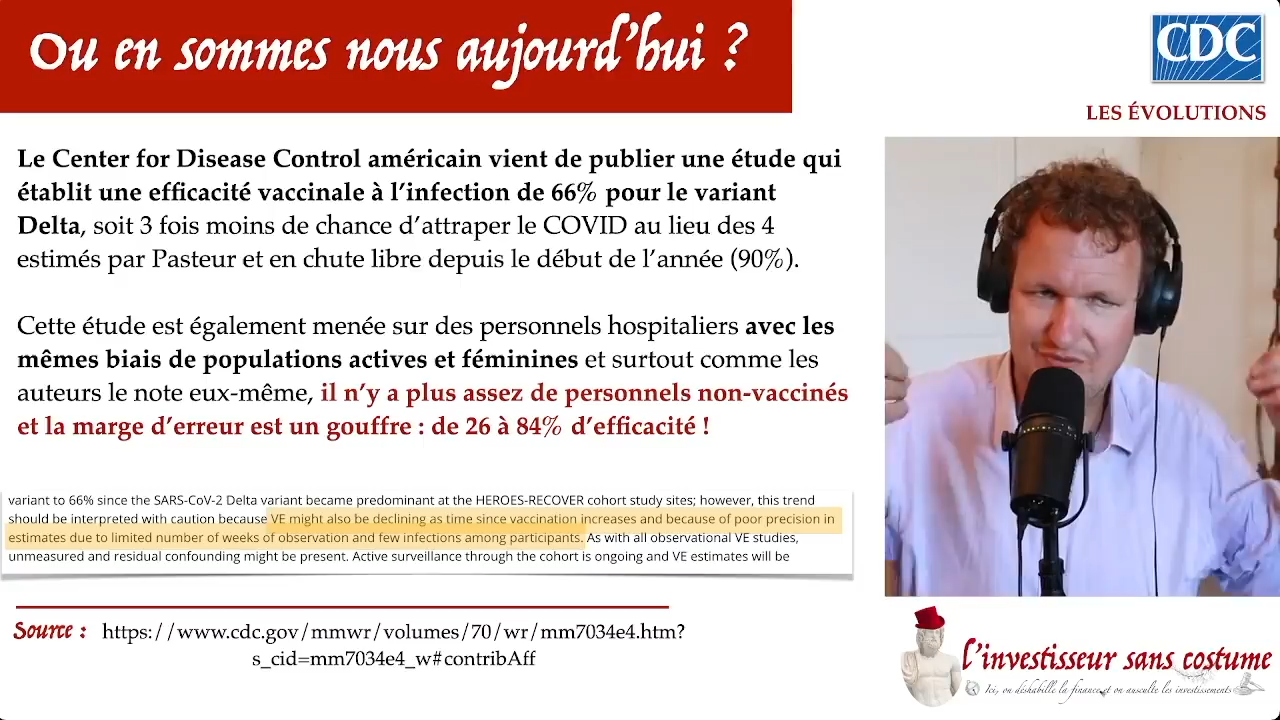 Ou en sommes nous aujourd'hui ?
CDC
LES ÉVOLUTIONS
Le Center for Disease Control américain vient de publier une étude qui
établit une efficacité vaccinale à l'infection de 66% pour le variant
Delta, soit 3 fois moins de chance d'attraper le COVID au lieu des 4
estimés par Pasteur et en chute libre depuis le début de l'année (90%).
Cette étude est également menée sur des personnels hospitaliers avec les
mêmes biais de populations actives et féminines et surtout comme les
auteurs le note eux-même, il n'y a plus assez de personnels non-vaccinés
et la marge d'erreur est un gouffre : de 26 à 84% d'efficacité !
variant to 66% since the SARS-CoV-2 Delta variant became predominant at the HEROES-RECOVER cohort study sites; however, this trend
should be interpreted with caution because VE might also be declining as time since vaccination increases and because of poor precision in
estimates due to limited number of weeks of observation and few infections among participants. As with all observational VE studies,
unmeasured and residual confounding might be present. Active surveillance through the cohort is ongoing and VE estimates will be
Source : https://www.cdc.gov/mmwr/volumes/70/wr/mm7034e4.htm?
s_cid=mm7034e4_w#contribAff
l'investisseur sans costume
Ici, on déshabille la finance et on ausculte les investissements